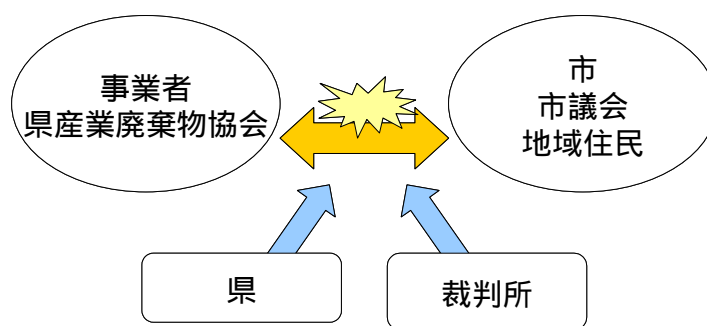 事業者
県産業廃棄物協会
市
市議会
地域住民
県
裁判所